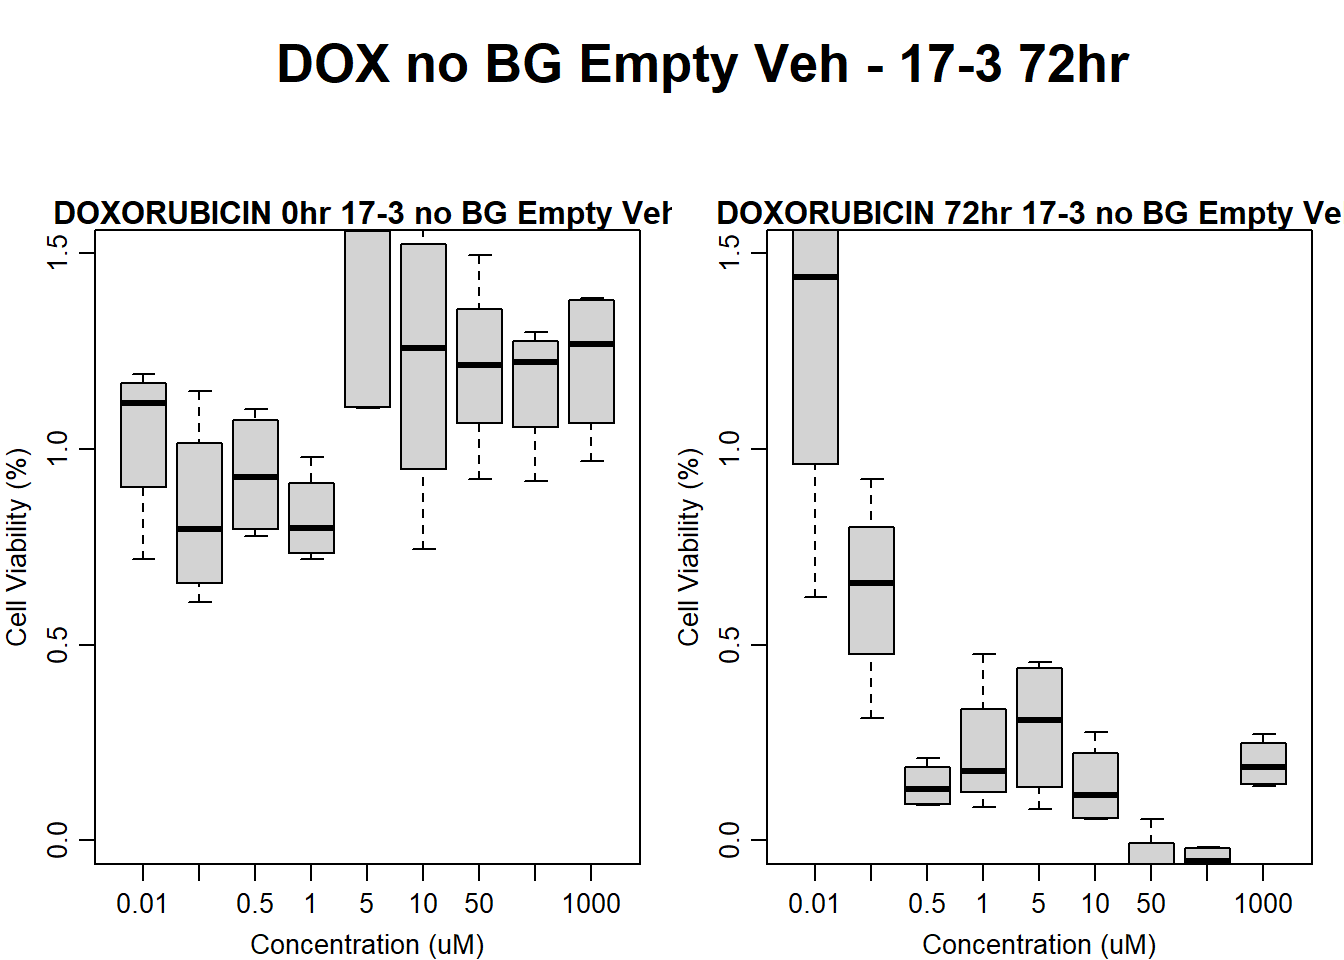 DOX no BG Empty Veh - 17-3 72hr
DOXORUBICIN 0hr 17-3 no BG Empty Veh
Cell Viability (%)
1.5
1.0
0.5
0.0
0.01 0.5 1 5 10 50 1000
Concentration (uM)
DOXORUBICIN 72hr 17-3 no BG Empty Ve
Cell Viability (%)
1.5
1.0
0.5
0.0
0.01 0.5 1 5 10 50 1000
Concentration (uM)